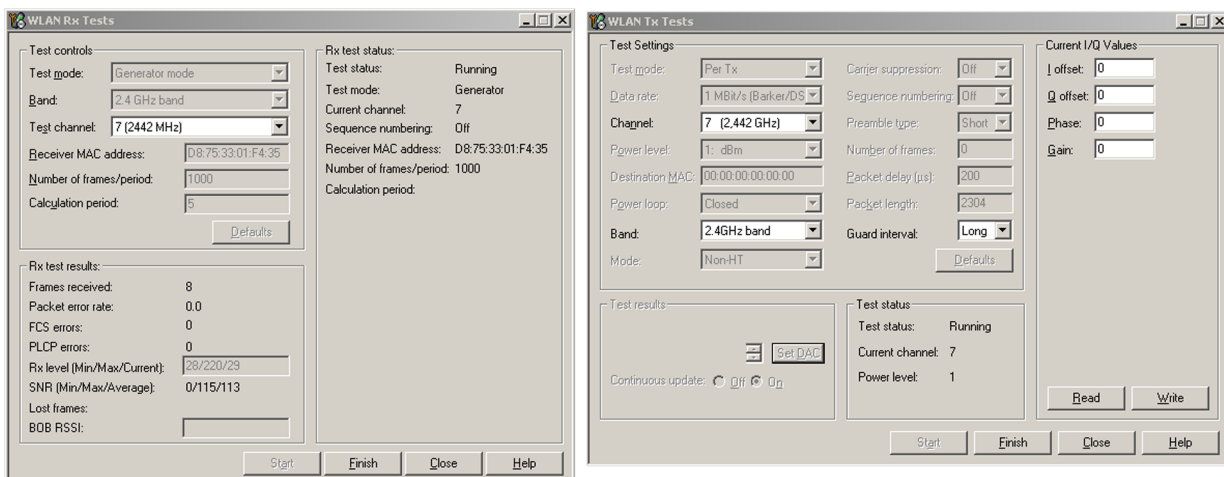 WLAN Rx Tests
Test controls
Test mode: Generator mode
Band: 2.4 GHz band
Test channel: 7 (2442 MHz)
Receiver MAC address: D8:75:33:01:F4:35
Number of frames/period: 1000
Calculation period: 5
Defaults
Rx test results:
Frames received: 8
Packet error rate: 0.0
FCS errors: 0
PLCP errors: 0
Rx level (Min/Max/Current): 28/220/29
SNR (Min/Max/Average): 0/115/113
Lost frames:
BOB RSSI:
Rx test status:
Test status: Running
Test mode: Generator
Current channel: 7
Sequence numbering: Off
Receiver MAC address: D8:75:33:01:F4:35
Number of frames/period: 1000
Calculation period:
Start Finish Close Help
WLAN Tx Tests
Test Settings
Test mode: Per Tx
Data rate: 1 MBit/s (Barker/DS
Channel: 7 (2,442 GHz)
Power level: 1: dBm
Destination MAC: 00:00:00:00:00:00
Power loop: Closed
Band: 2.4GHz band
Mode: Non-HT
Carrier suppression: Off
Sequence numbering: Off
Preamble type: Short
Number of frames: 0
Packet delay (µs): 200
Packet length: 2304
Guard interval: Long
Defaults
Test results
Set DAC
Continuous update: Off On
Test status
Test status: Running
Current channel: 7
Power level: 1
Current I/Q Values
I offset: 0
Q offset: 0
Phase: 0
Gain: 0
Read Write
Start Finish Close Help